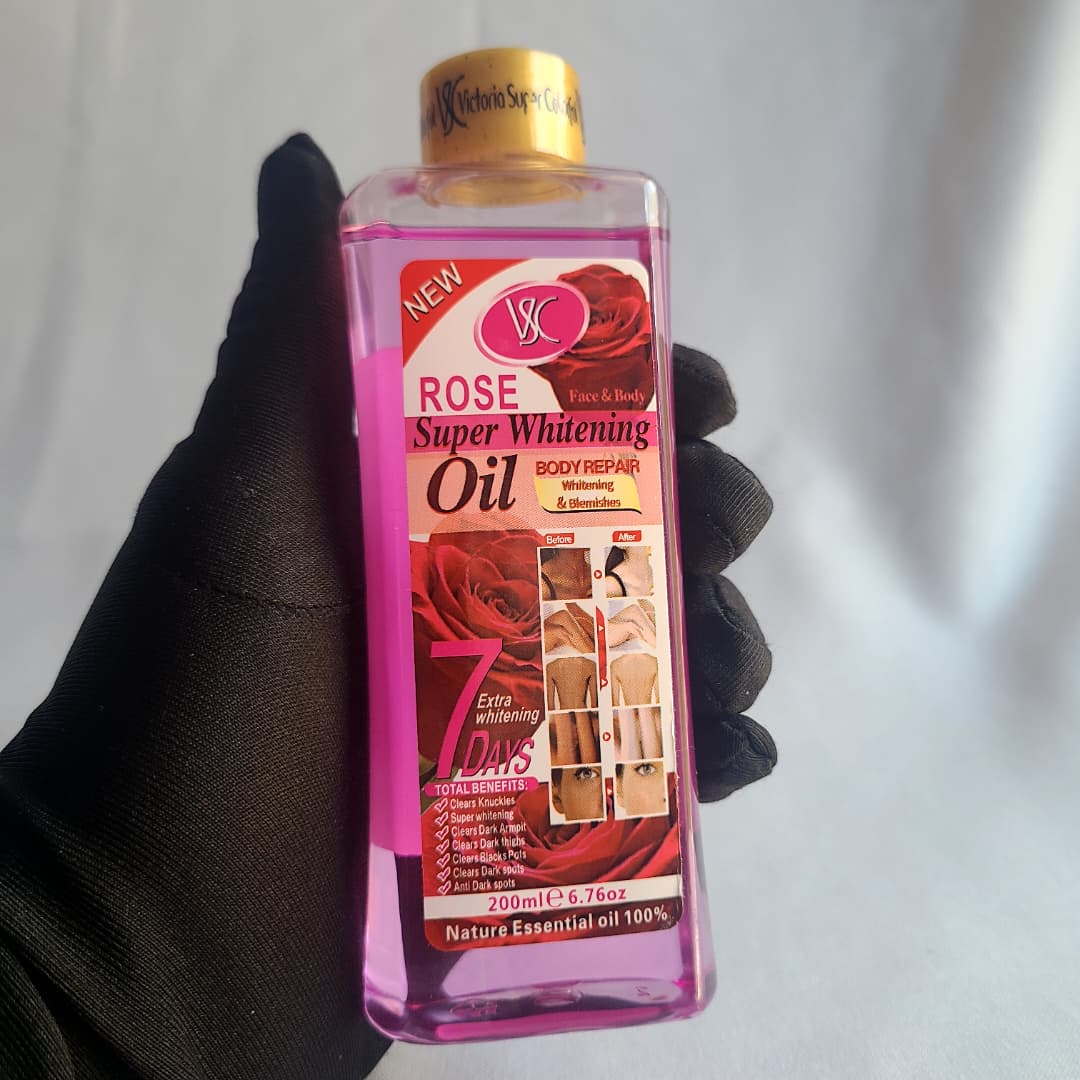 VSC Victoria Super
NEW
VSC
ROSE
Face & Body
Super Whitening
Oil
BODY REPAIR
Whitening
& Blemishes
Before
After
7
Extra
whitening
DAYS
TOTAL BENEFITS:
Clears Knuckles
Super whitening
Clears Dark Armpit
Clears Dark thighs
Clears Blacks Pots
Clears Dark spots
Anti Dark spots
200ml ℮ 6.76oz
Nature Essential oil 100%